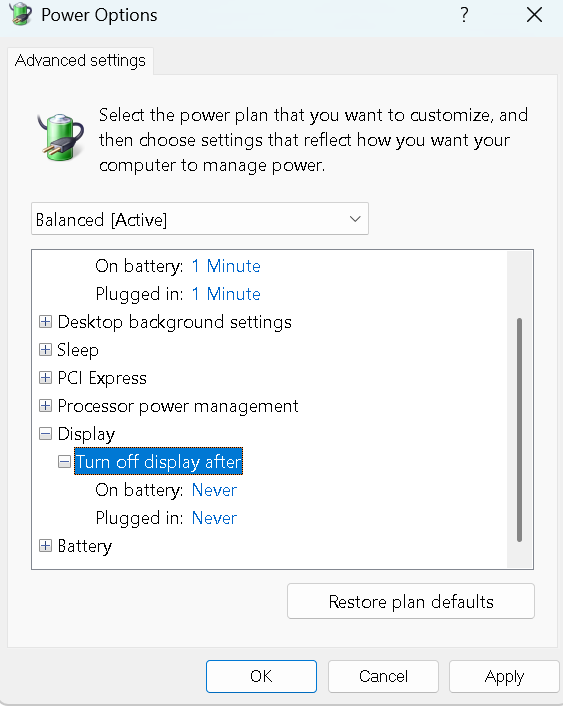 Power Options
?
Advanced settings
Select the power plan that you want to customize, and
then choose settings that reflect how you want your
computer to manage power.
Balanced [Active]
On battery: 1 Minute
Plugged in: 1 Minute
Desktop background settings
Sleep
PCI Express
Processor power management
Display
Turn off display after
On battery: Never
Plugged in: Never
Battery
Restore plan defaults
OK
Cancel
Apply